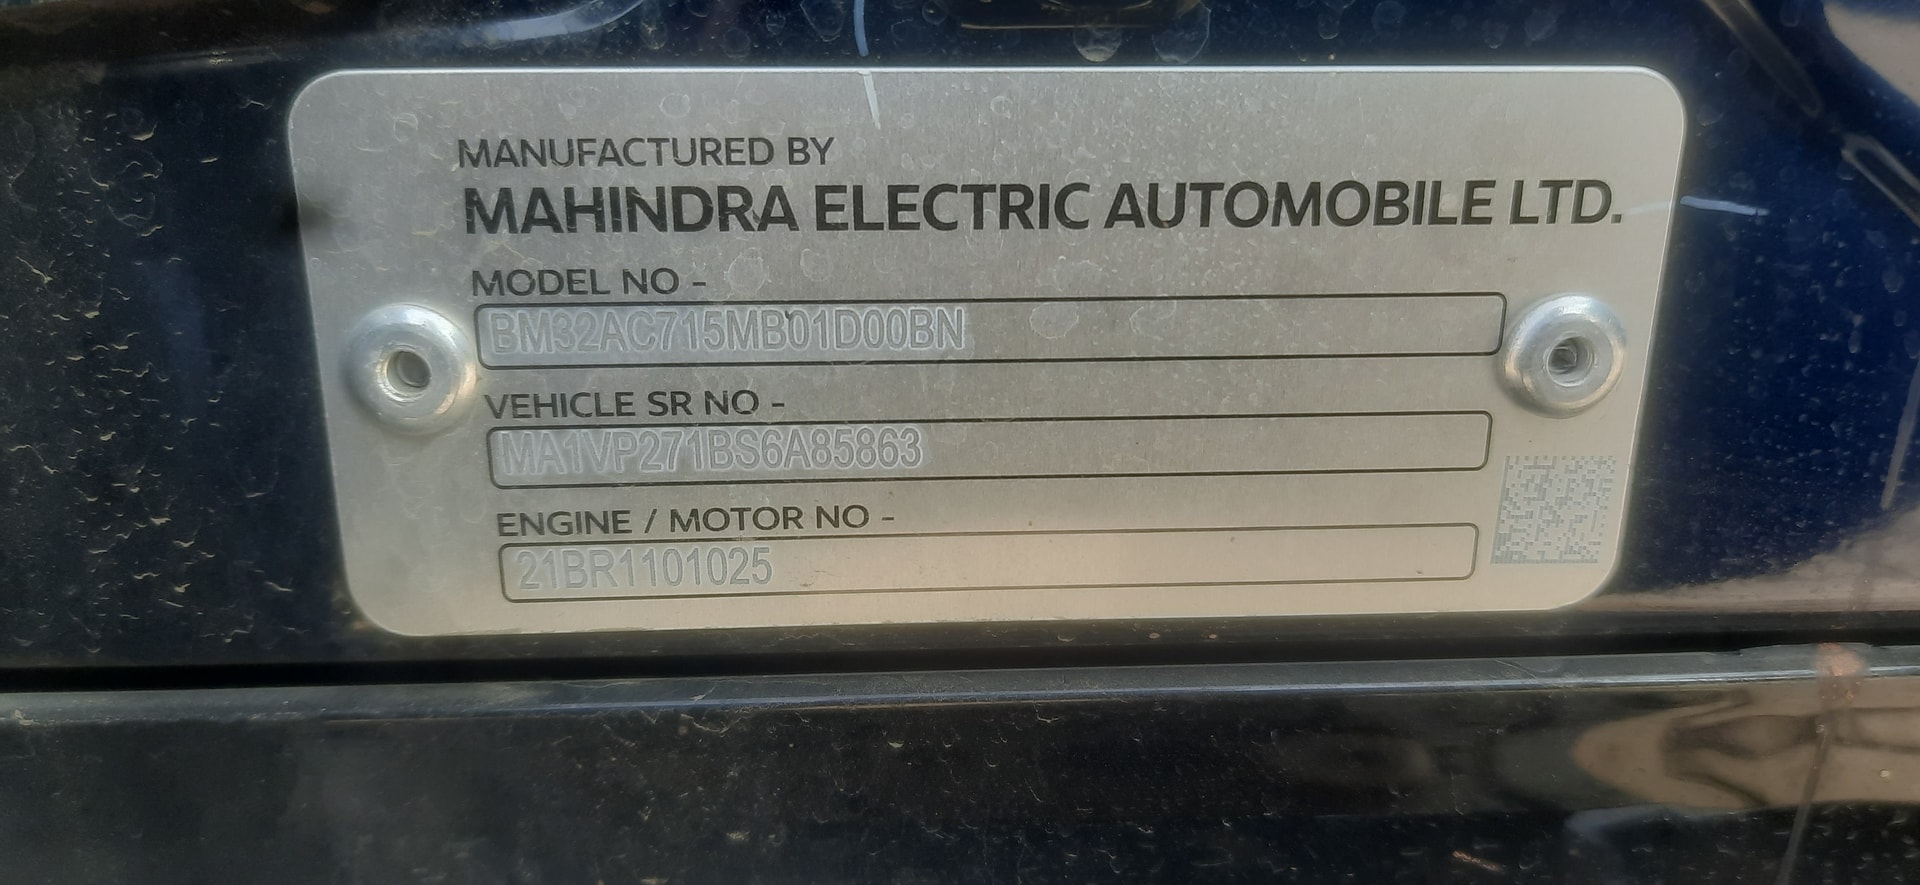 MANUFACTURED BY
MAHINDRA ELECTRIC AUTOMOBILE LTD.
MODEL NO -
BM32AC715MB01D00BN
VEHICLE SR NO -
MA1VP271BS6A85863
ENGINE / MOTOR NO -
21BR1101025